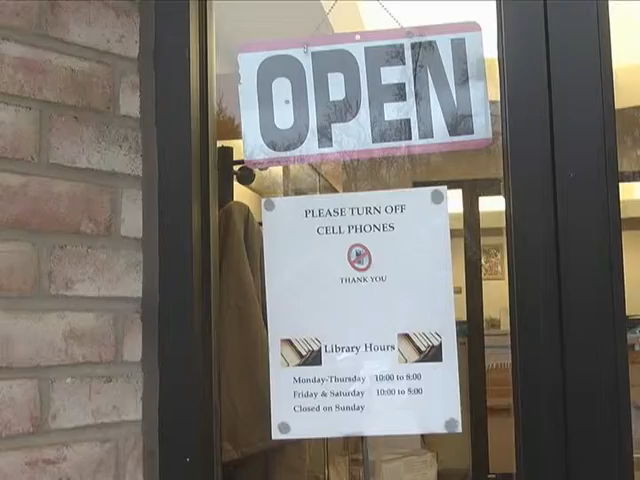 OPEN
PLEASE TURN OFF
CELL PHONES
THANK YOU
Library Hours
Monday-Thursday 10:00 to 8:00
Friday & Saturday 10:00 to 5:00
Closed on Sunday